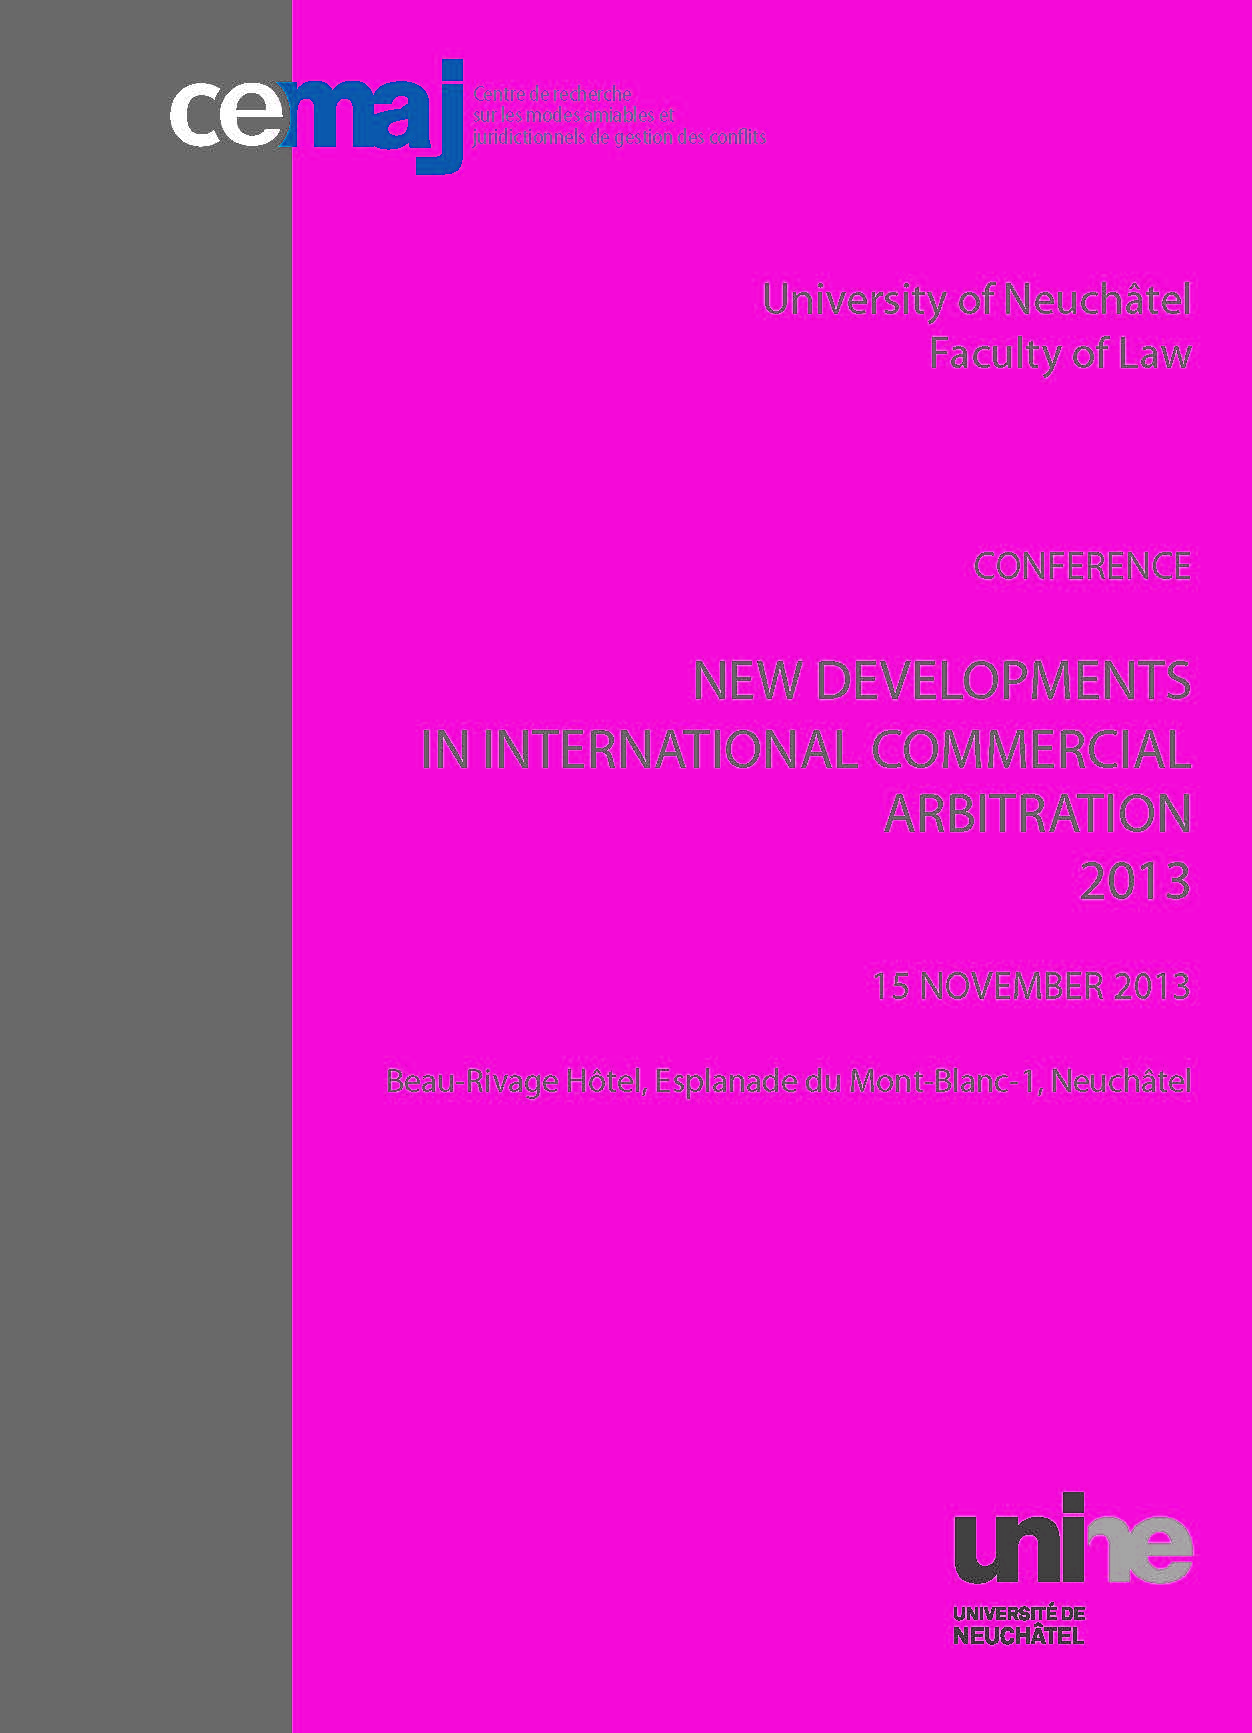 cemaj
Centre de recherche
sur les modes amiables et
juridictionnels de gestion des conflits
University of Neuchâtel
Faculty of Law
CONFERENCE
NEW DEVELOPMENTS
IN INTERNATIONAL COMMERCIAL
ARBITRATION
2013
15 NOVEMBER 2013
Beau-Rivage Hôtel, Esplanade du Mont-Blanc-1, Neuchâtel
unine
UNIVERSITÉ DE
NEUCHÂTEL